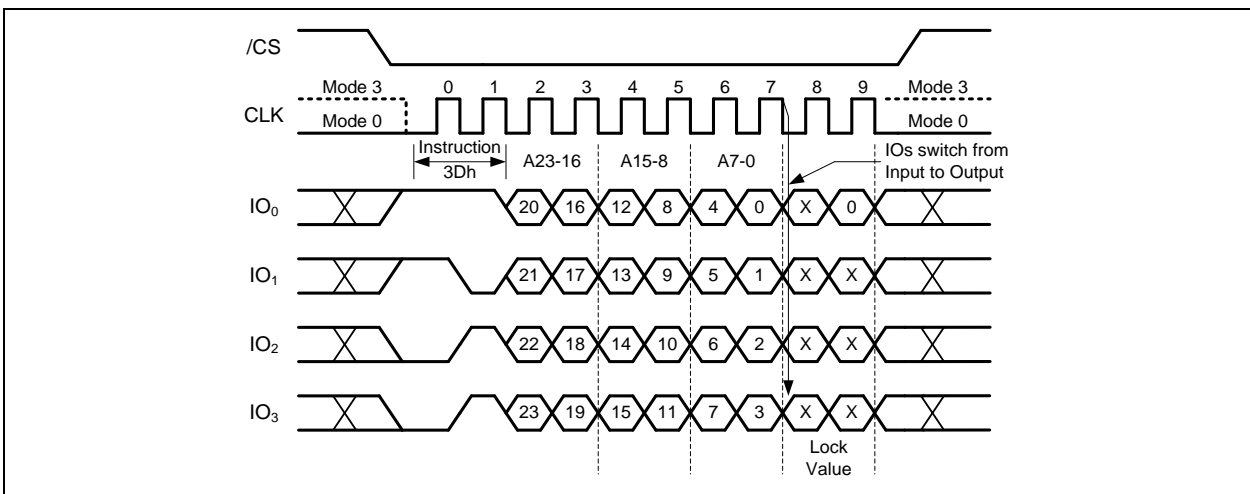 /CS
Mode 3 0 1 2 3 4 5 6 7 8 9 Mode 3
CLK
Mode 0 Mode 0
Instruction
3Dh
A23-16 A15-8 A7-0
IOs switch from
Input to Output
IO₀ 20 16 12 8 4 0 X 0
IO₁ 21 17 13 9 5 1 X X
IO₂ 22 18 14 10 6 2 X X
IO₃ 23 19 15 11 7 3 X X
Lock
Value